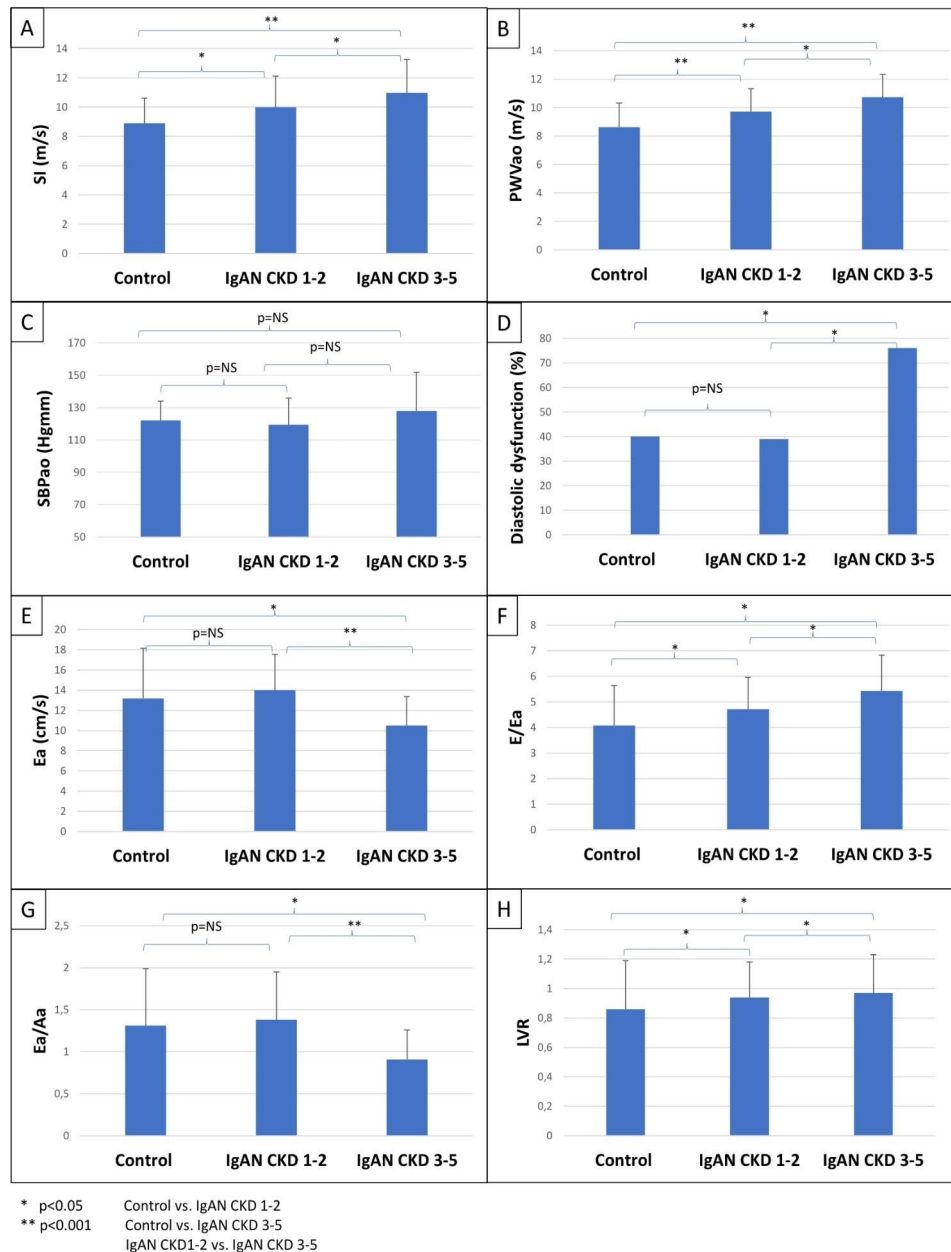 A
**
*
*
14
12
10
8
6
4
2
0
SI (m/s)
Control
IgAN CKD 1-2
IgAN CKD 3-5
B
**
**
*
14
12
10
8
6
4
2
0
PWVao (m/s)
Control
IgAN CKD 1-2
IgAN CKD 3-5
C
p=NS
p=NS
p=NS
170
150
130
110
90
70
50
SBPao (Hgmm)
Control
IgAN CKD 1-2
IgAN CKD 3-5
D
*
*
p=NS
80
70
60
50
40
30
20
10
0
Diastolic dysfunction (%)
Control
IgAN CKD 1-2
IgAN CKD 3-5
E
*
p=NS
**
20
18
16
14
12
10
8
6
4
2
0
Ea (cm/s)
Control
IgAN CKD 1-2
IgAN CKD 3-5
F
*
*
*
8
7
6
5
4
3
2
1
0
E/Ea
Control
IgAN CKD 1-2
IgAN CKD 3-5
G
*
p=NS
**
2,5
2
1,5
1
0,5
0
Ea/Aa
Control
IgAN CKD 1-2
IgAN CKD 3-5
H
*
*
*
1,4
1,2
1
0,8
0,6
0,4
0,2
0
LVR
Control
IgAN CKD 1-2
IgAN CKD 3-5
* p<0.05 Control vs. IgAN CKD 1-2
** p<0.001 Control vs. IgAN CKD 3-5
IgAN CKD1-2 vs. IgAN CKD 3-5